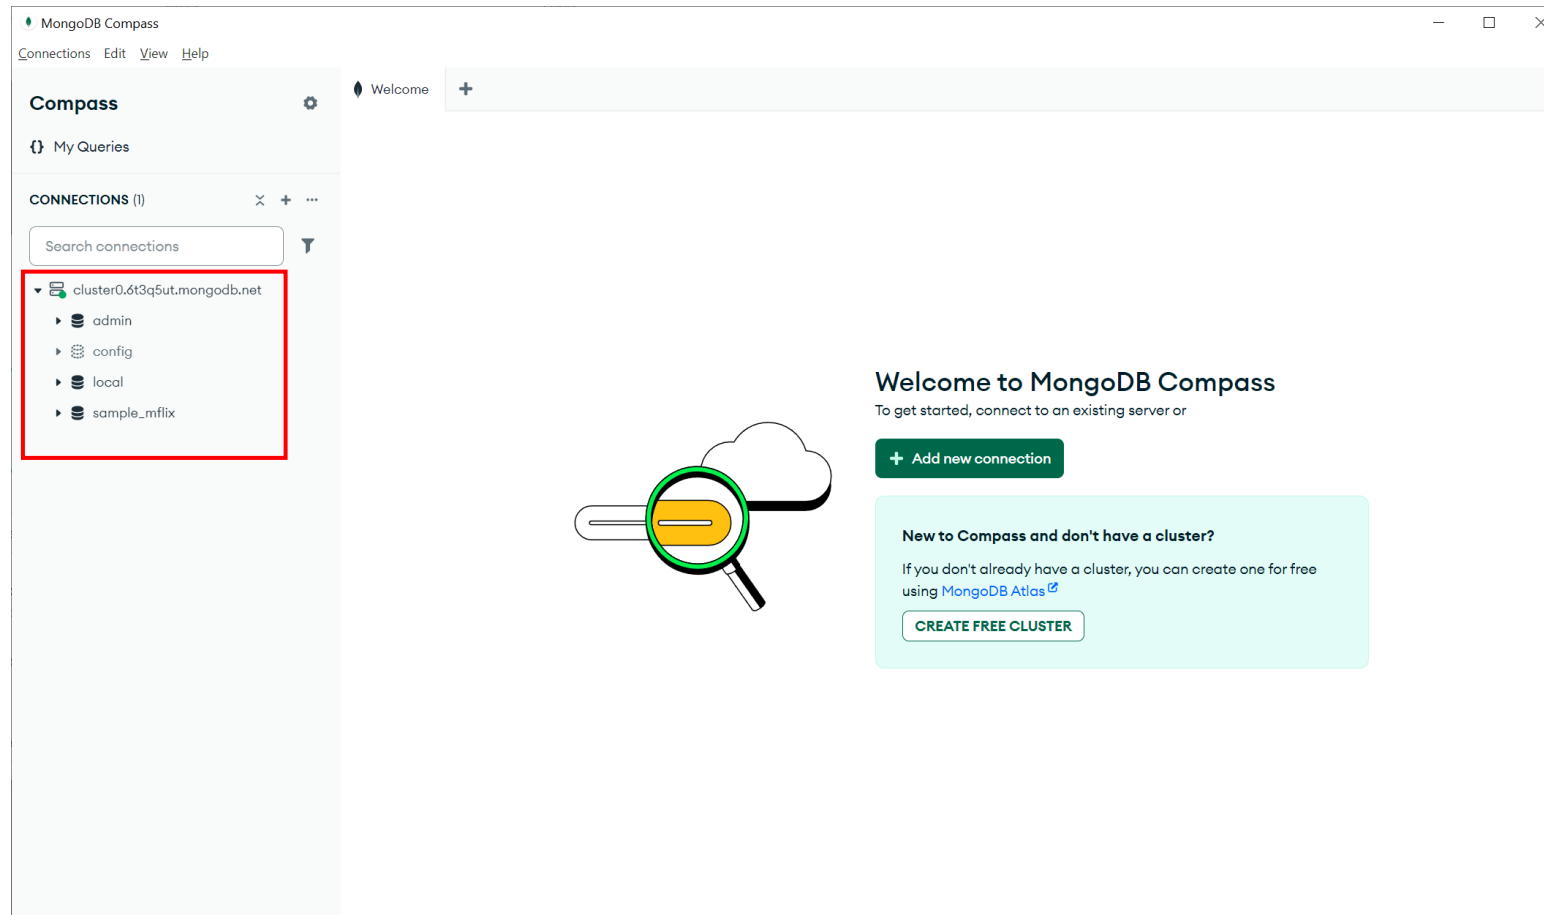 MongoDB Compass
Connections Edit View Help
Compass
Welcome
{} My Queries
CONNECTIONS (1)
Search connections
cluster0.6t3q5ut.mongodb.net
admin
config
local
sample_mflix
Welcome to MongoDB Compass
To get started, connect to an existing server or
+ Add new connection
New to Compass and don't have a cluster?
If you don't already have a cluster, you can create one for free
using MongoDB Atlas
CREATE FREE CLUSTER